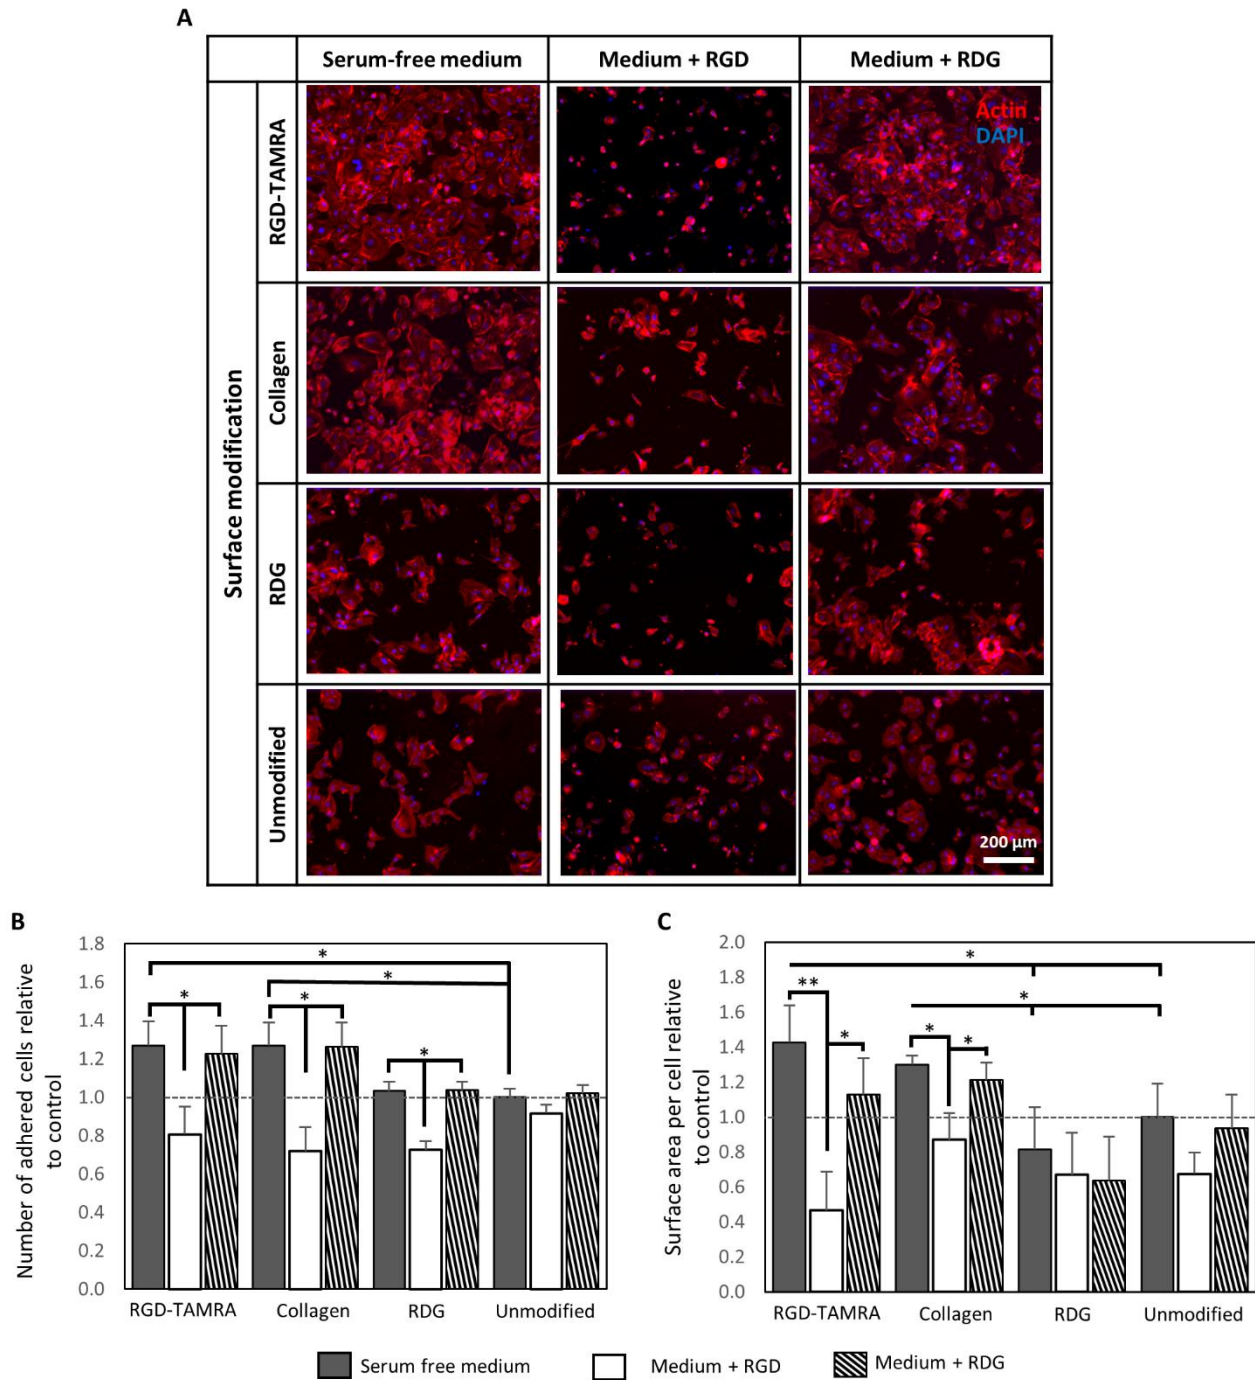 A
Serum-free medium
Medium + RGD
Medium + RDG
Surface modification
RGD-TAMRA
Actin
DAPI
Collagen
RDG
Unmodified
200 µm
B
Number of adhered cells relative
to control
1.8
1.6
1.4
1.2
1.0
0.8
0.6
0.4
0.2
0.0
*
*
*
*
*
RGD-TAMRA
Collagen
RDG
Unmodified
C
Surface area per cell relative
to control
2.0
1.8
1.6
1.4
1.2
1.0
0.8
0.6
0.4
0.2
0.0
*
*
**
*
*
*
RGD-TAMRA
Collagen
RDG
Unmodified
Serum free medium
Medium + RGD
Medium + RDG